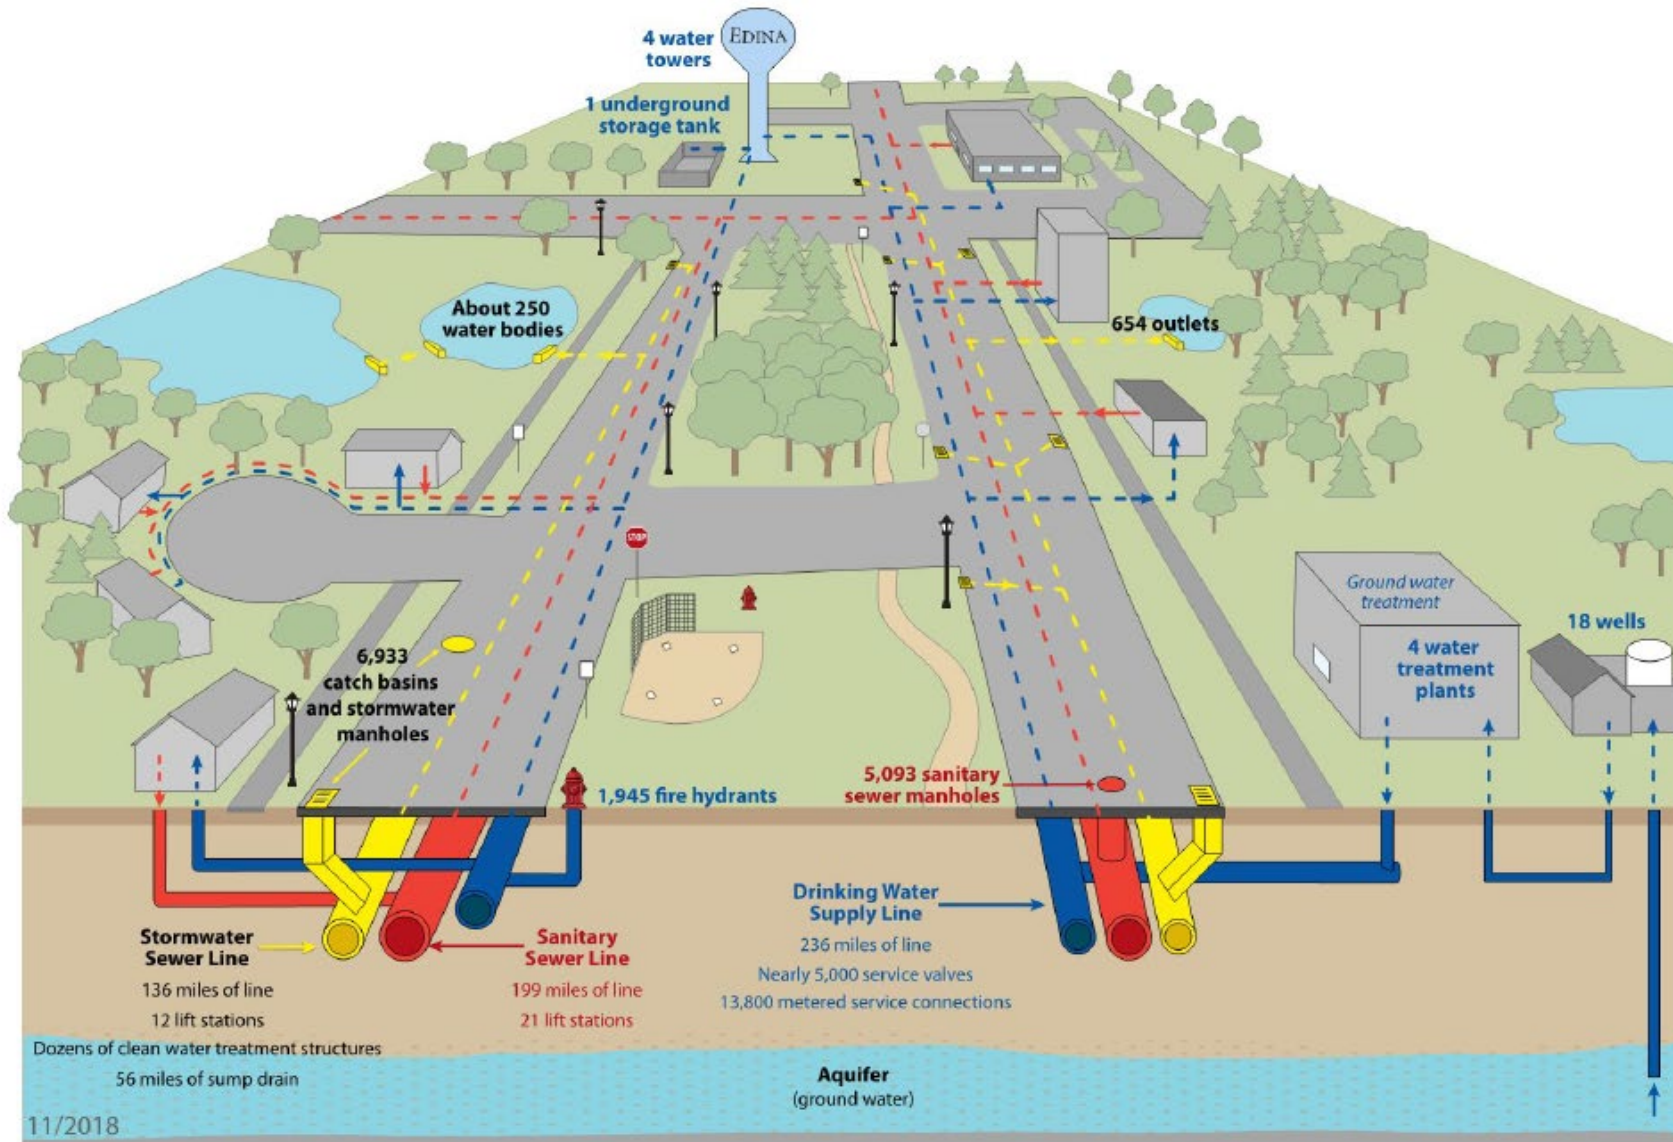 EDINA
4 water
towers
1 underground
storage tank
About 250
water bodies
654 outlets
STOP
Ground water
treatment
4 water
treatment
plants
18 wells
6,933
catch basins
and stormwater
manholes
1,945 fire hydrants
5,093 sanitary
sewer manholes
Stormwater
Sewer Line
136 miles of line
12 lift stations
Dozens of clean water treatment structures
56 miles of sump drain
Sanitary
Sewer Line
199 miles of line
21 lift stations
Drinking Water
Supply Line
236 miles of line
Nearly 5,000 service valves
13,800 metered service connections
Aquifer
(ground water)
11/2018